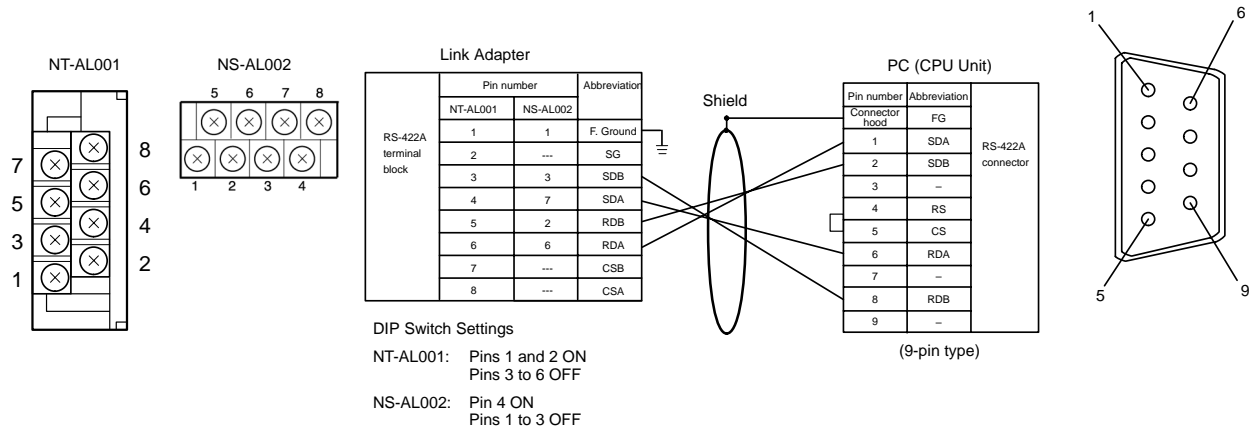 NT-AL001
7
5
3
1
8
6
4
2
NS-AL002
5 6 7 8
1 2 3 4
Link Adapter
RS-422A
terminal
block
Pin number Abbreviation
NT-AL001 NS-AL002
1 1 F. Ground
2 --- SG
3 3 SDB
4 7 SDA
5 2 RDB
6 6 RDA
7 --- CSB
8 --- CSA
DIP Switch Settings
NT-AL001: Pins 1 and 2 ON
Pins 3 to 6 OFF
NS-AL002: Pin 4 ON
Pins 1 to 3 OFF
Shield
PC (CPU Unit)
Pin number Abbreviation
Connector
hood FG
1 SDA
2 SDB
3 –
4 RS
5 CS
6 RDA
7 –
8 RDB
9 –
RS-422A
connector
(9-pin type)
1
6
5
9